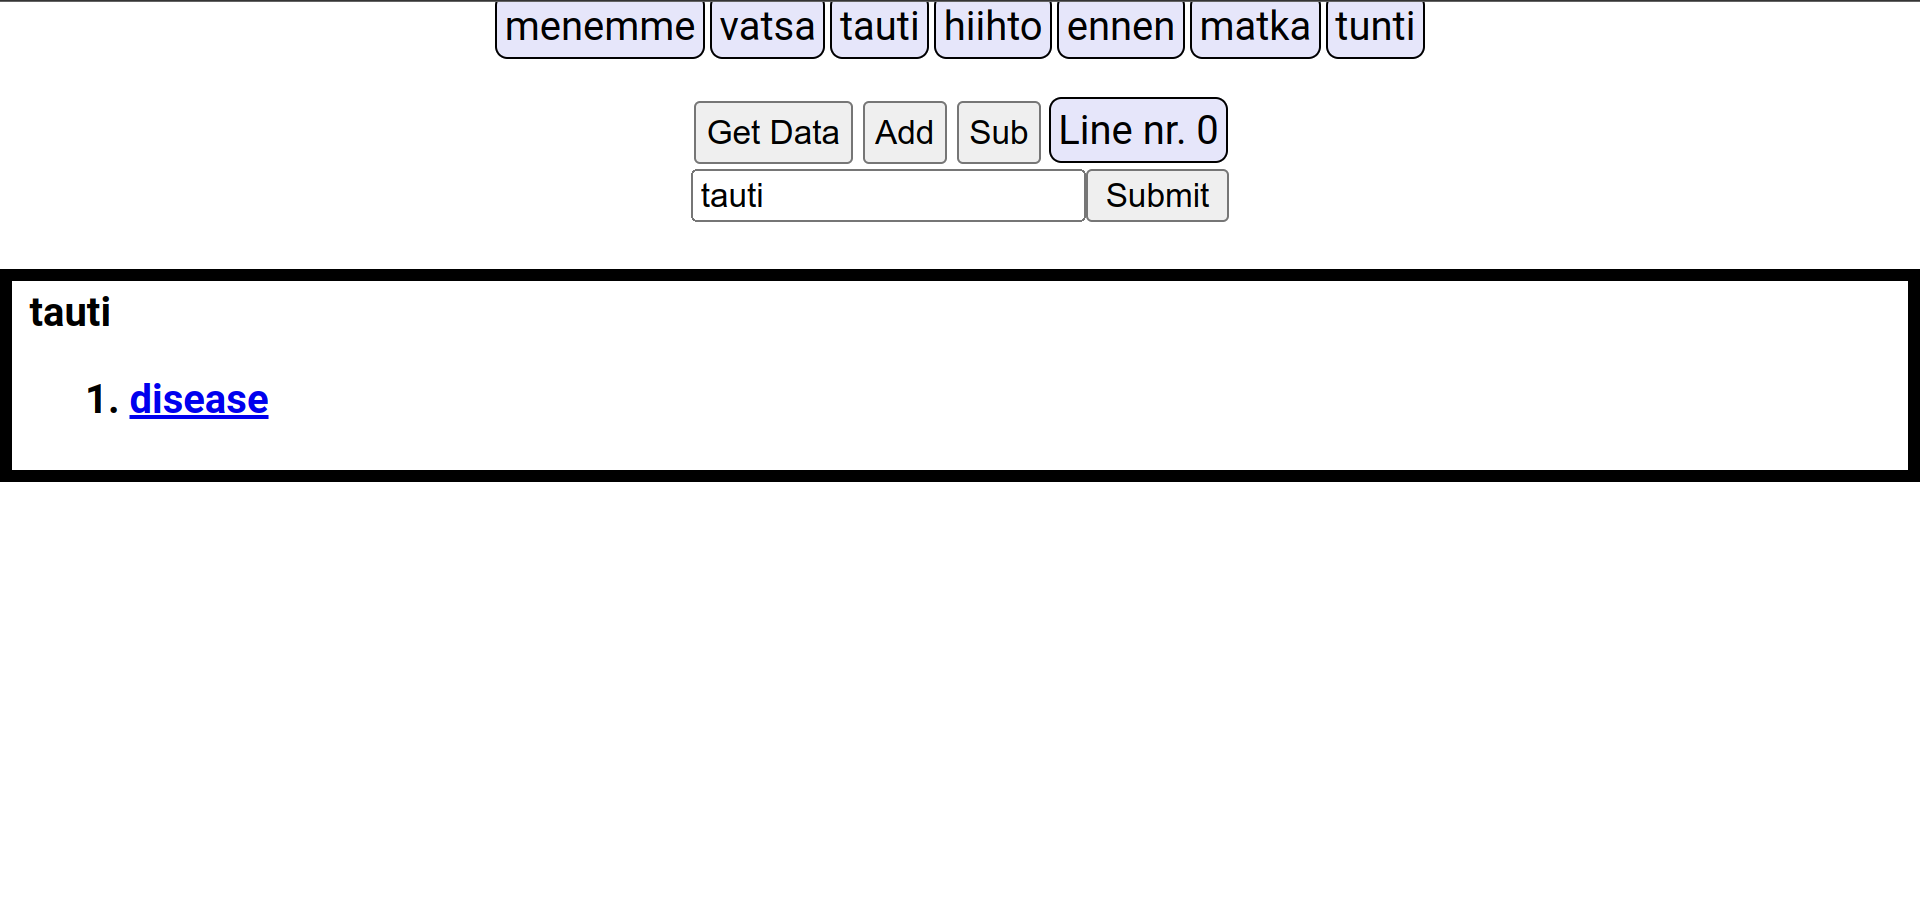 menemme vatsa tauti hiihto ennen matka tunti
Get Data Add Sub Line nr. 0
tauti Submit
tauti
1. disease